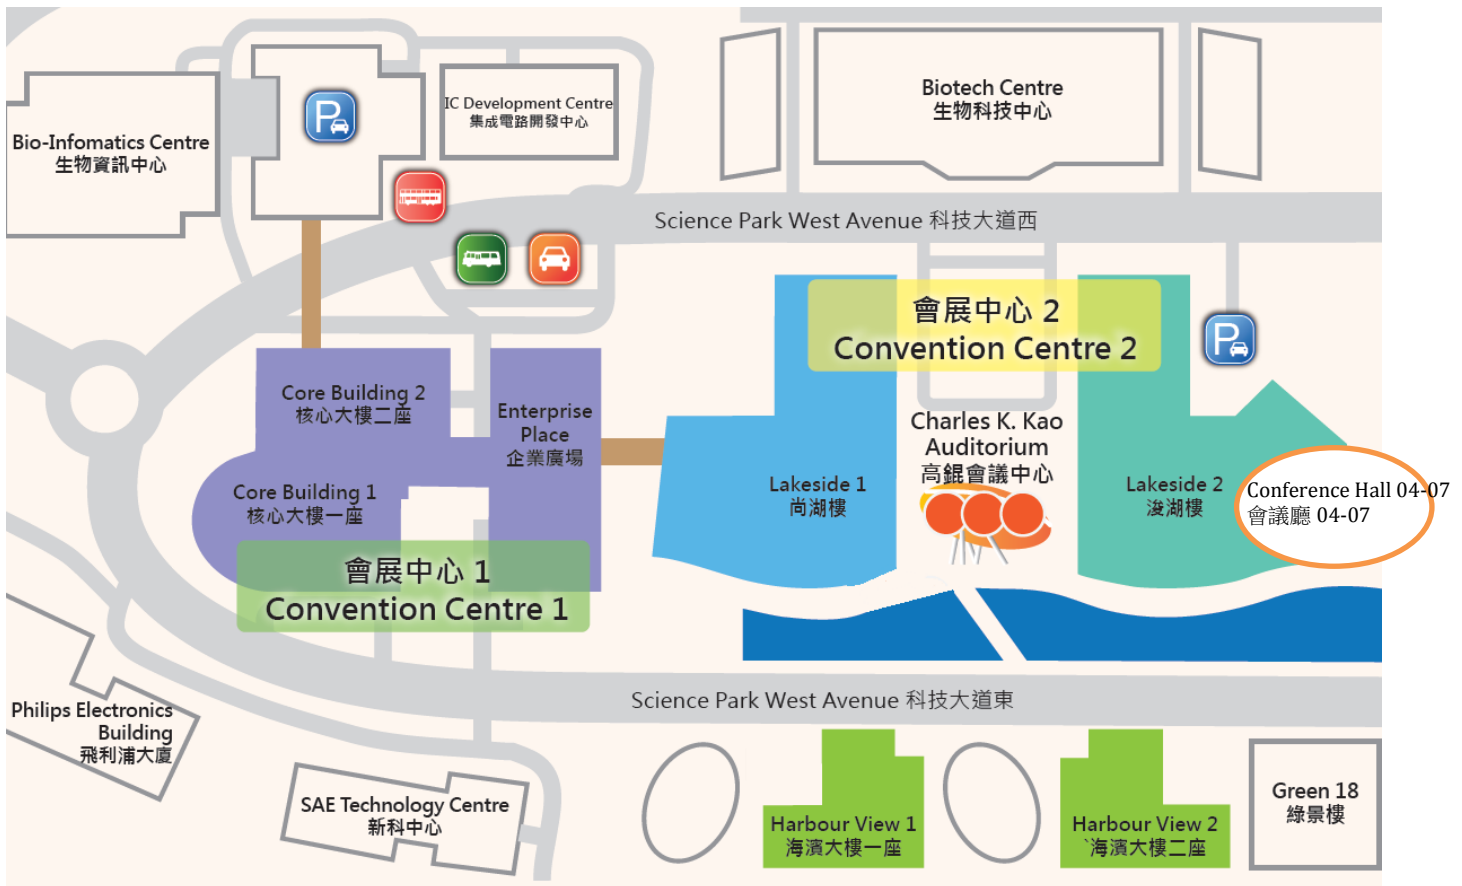 Biotech Centre
生物科技中心
IC Development Centre
集成電路開發中心
P
Bio-Infomatics Centre
生物資訊中心
Science Park West Avenue 科技大道西
會展中心 2
Convention Centre 2
P
Core Building 2
核心大樓二座
Enterprise
Place
企業廣場
Charles K. Kao
Auditorium
高錕會議中心
Core Building 1
核心大樓一座
Lakeside 1
尚湖樓
Lakeside 2
浚湖樓
Conference Hall 04-07
會議廳 04-07
會展中心 1
Convention Centre 1
Science Park West Avenue 科技大道東
Philips Electronics
Building
飛利浦大廈
SAE Technology Centre
新科中心
Harbour View 1
海濱大樓一座
Harbour View 2
`海濱大樓二座
Green 18
綠景樓